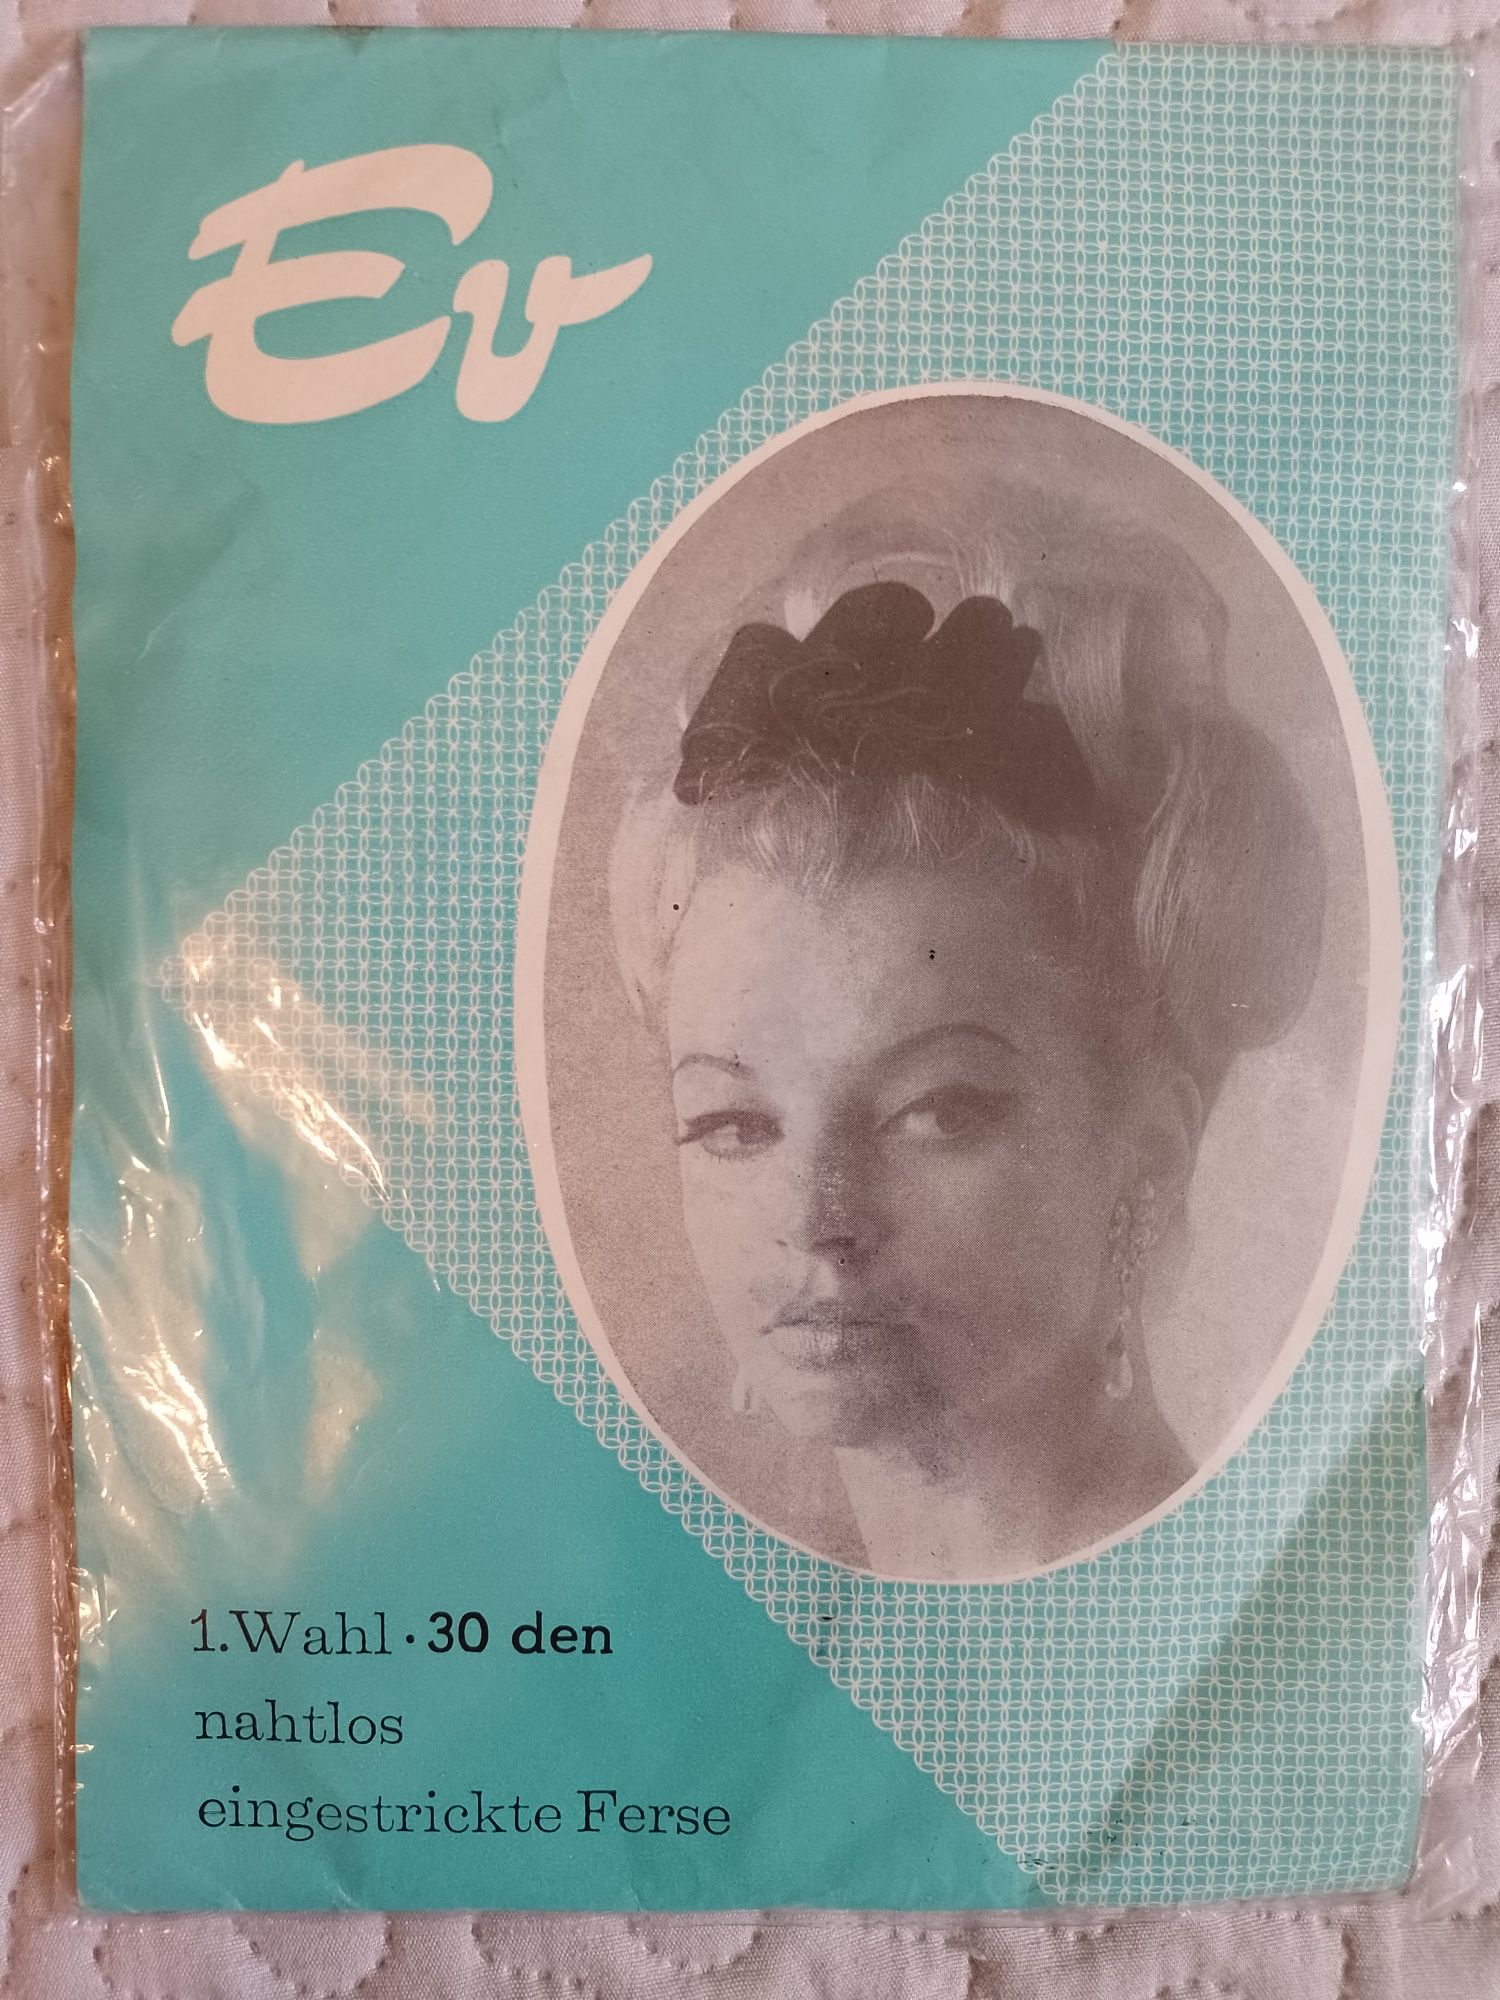 Ev
1. Wahl · 30 den
nahtlos
eingestrickte Ferse